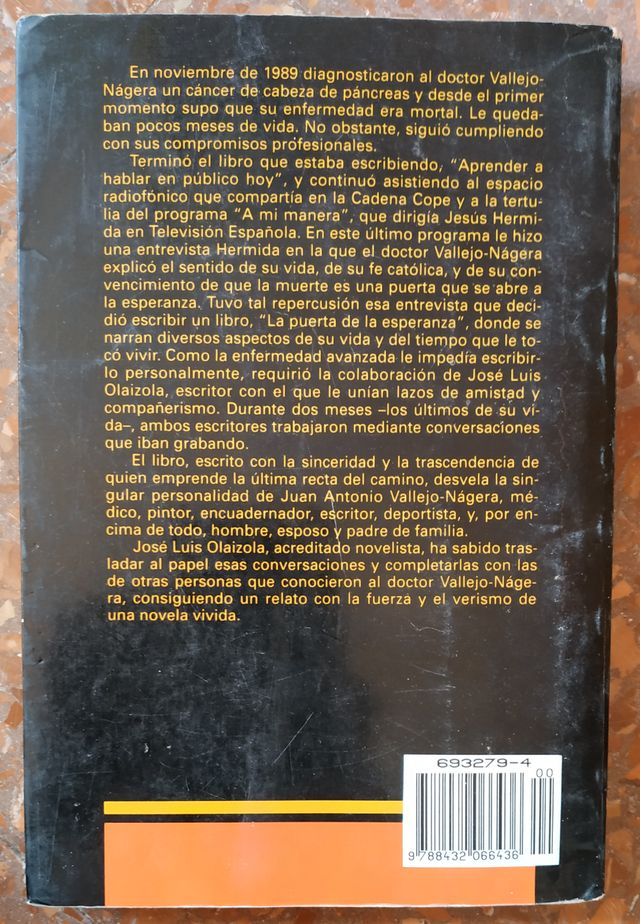 En noviembre de 1989 diagnosticaron al doctor Vallejo-
Nágera un cáncer de cabeza de páncreas y desde el primer
momento supo que su enfermedad era mortal. Le queda-
ban pocos meses de vida. No obstante, siguió cumpliendo
con sus compromisos profesionales.
Terminó el libro que estaba escribiendo, “Aprender a
hablar en público hoy”, y continuó asistiendo al espacio
radiofónico que compartía en la Cadena Cope y a la tertu-
lia del programa “A mi manera”, que dirigía Jesús Hermi-
da en Televisión Española. En este último programa le hizo
una entrevista Hermida en la que el doctor Vallejo-Nágera
explicó el sentido de su vida, de su fe católica, y de su con-
vencimiento de que la muerte es una puerta que se abre a
la esperanza. Tuvo tal repercusión esa entrevista que deci-
dió escribir un libro, “La puerta de la esperanza”, donde se
narran diversos aspectos de su vida y del tiempo que le to-
có vivir. Como la enfermedad avanzada le impedía escribir-
lo personalmente, requirió la colaboración de José Luis
Olaizola, escritor con el que le unían lazos de amistad y
compañerismo. Durante dos meses –los últimos de su vi-
da–, ambos escritores trabajaron mediante conversaciones
que iban grabando.
El libro, escrito con la sinceridad y la trascendencia de
quien emprende la última recta del camino, desvela la sin-
gular personalidad de Juan Antonio Vallejo-Nágera, mé-
dico, pintor, encuadernador, escritor, deportista, y, por en-
cima de todo, hombre, esposo y padre de familia.
José Luis Olaizola, acreditado novelista, ha sabido tras-
ladar al papel esas conversaciones y completarlas con las
de otras personas que conocieron al doctor Vallejo-Náge-
ra, consiguiendo un relato con la fuerza y el verismo de
una novela vivida.
693279-4
00
9 788432 066436